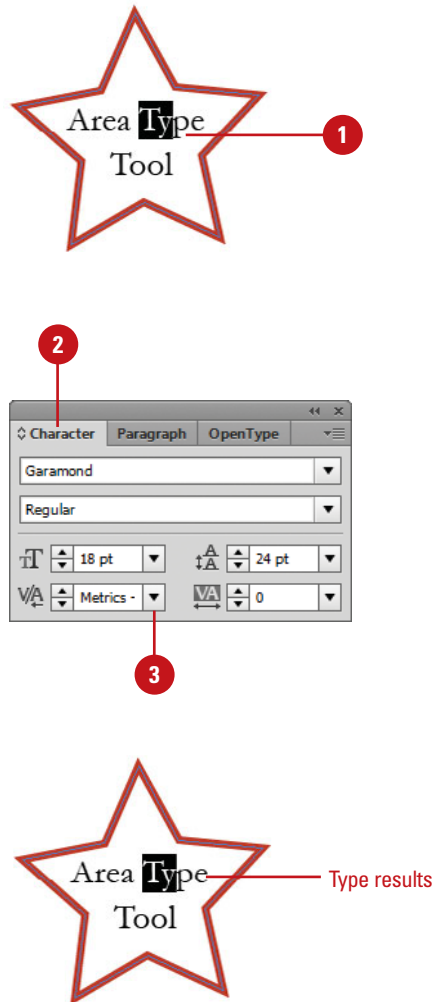 Area Type
Tool
1
2
Character Paragraph OpenType
Garamond
Regular
18 pt 24 pt
Metrics - 0
3
Area Type
Tool
Type results